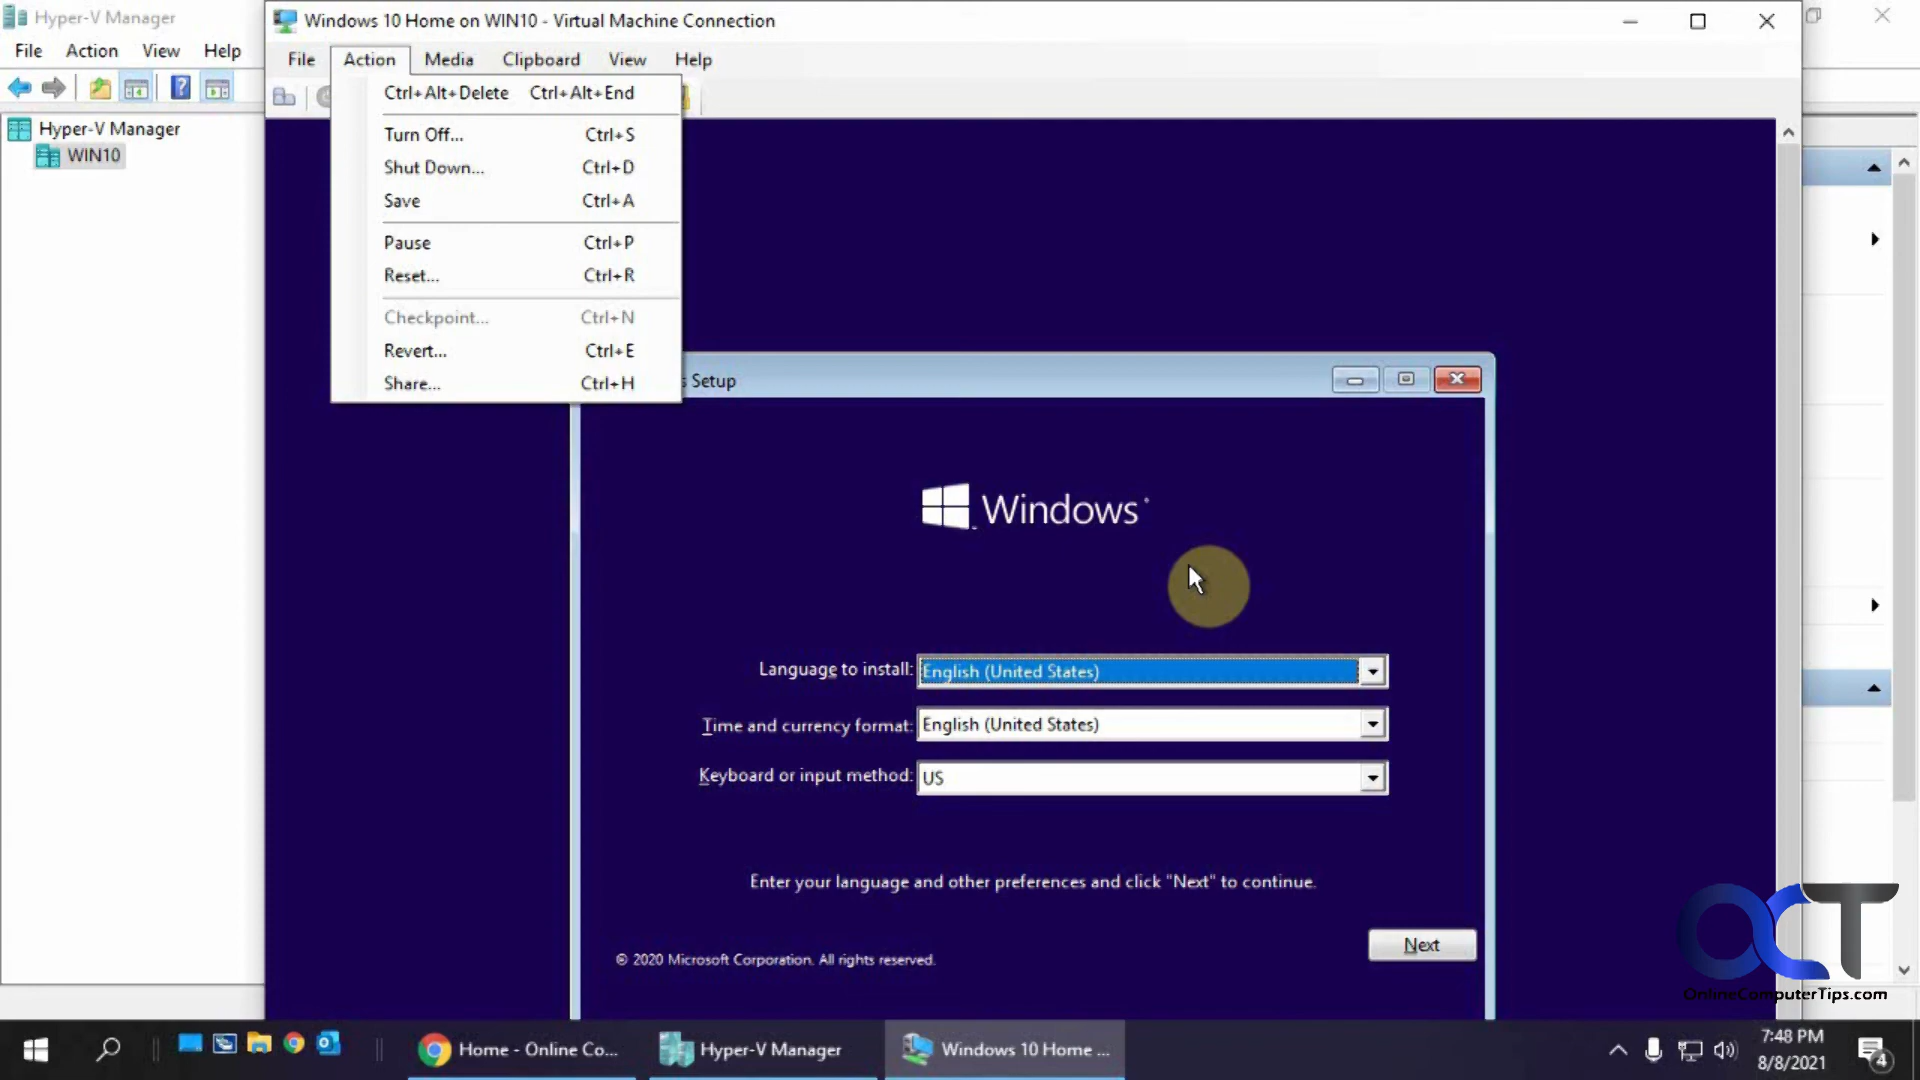 Hyper-V Manager
File Action View Help
Hyper-V Manager
WIN10
Windows 10 Home on WIN10 - Virtual Machine Connection
File Action Media Clipboard View Help
Ctrl+Alt+Delete Ctrl+Alt+End
Turn Off... Ctrl+S
Shut Down... Ctrl+D
Save Ctrl+A
Pause Ctrl+P
Reset... Ctrl+R
Checkpoint... Ctrl+N
Revert... Ctrl+E
Share... Ctrl+H
Setup
Windows
Language to install: English (United States)
Time and currency format: English (United States)
Keyboard or input method: US
Enter your language and other preferences and click "Next" to continue.
Next
© 2020 Microsoft Corporation. All rights reserved.
OCT
OnlineComputerTips.com
Home - Online Co...
Hyper-V Manager
Windows 10 Home ...
7:48 PM
8/8/2021
4